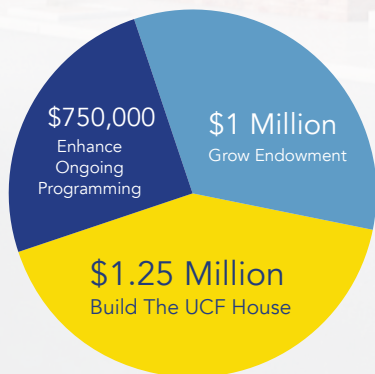 $750,000
Enhance
Ongoing
Programming
$1 Million
Grow Endowment
$1.25 Million
Build The UCF House